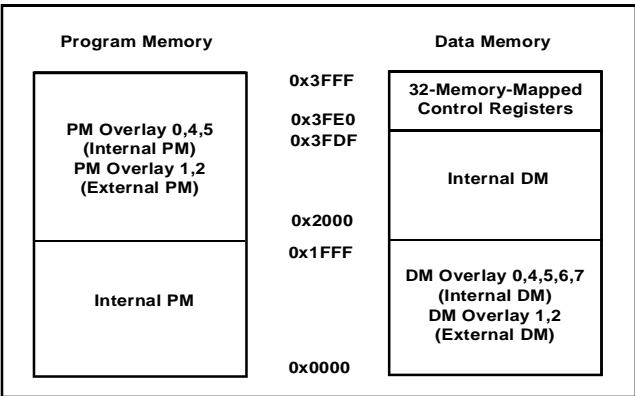 Program Memory
Data Memory
PM Overlay 0,4,5
(Internal PM)
PM Overlay 1,2
(External PM)
Internal PM
0x3FFF
0x3FE0
0x3FDF
0x2000
0x1FFF
0x0000
32-Memory-Mapped
Control Registers
Internal DM
DM Overlay 0,4,5,6,7
(Internal DM)
DM Overlay 1,2
(External DM)